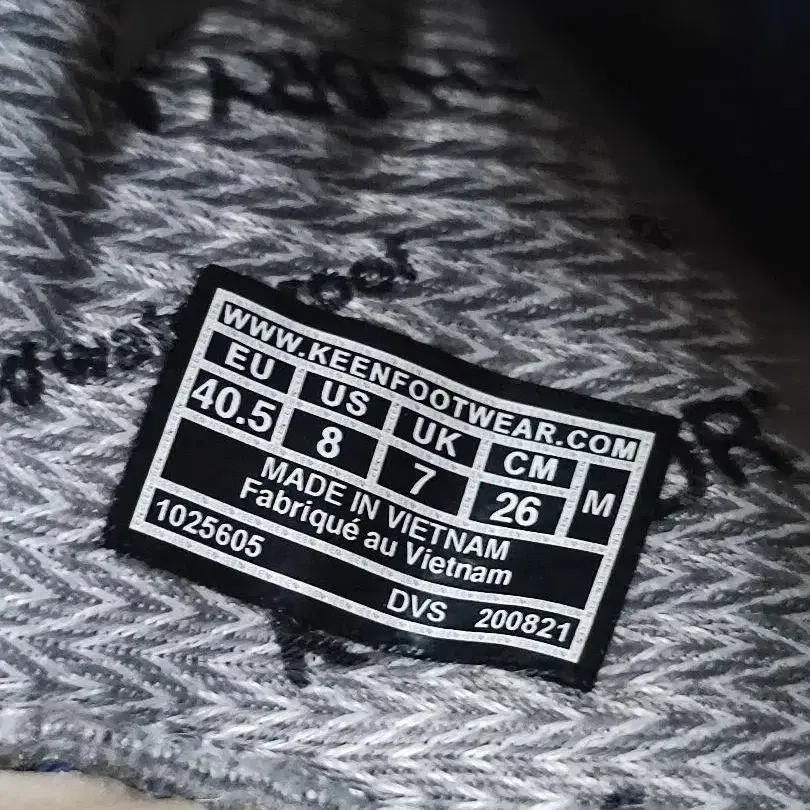 WWW.KEENFOOTWEAR.COM
EU US UK CM M
40.5 8 7 26
MADE IN VIETNAM
Fabriqué au Vietnam
1025605
DVS 200821